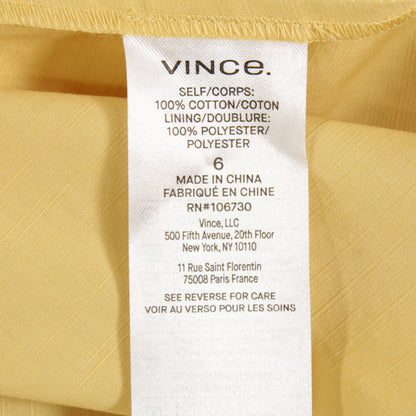 VINCE.
SELF/CORPS:
100% COTTON/COTON
LINING/DOUBLURE:
100% POLYESTER/
POLYESTER
6
MADE IN CHINA
FABRIQUÉ EN CHINE
RN#106730
Vince, LLC
500 Fifth Avenue, 20th Floor
New York, NY 10110
11 Rue Saint Florentin
75008 Paris France
SEE REVERSE FOR CARE
VOIR AU VERSO POUR LES SOINS